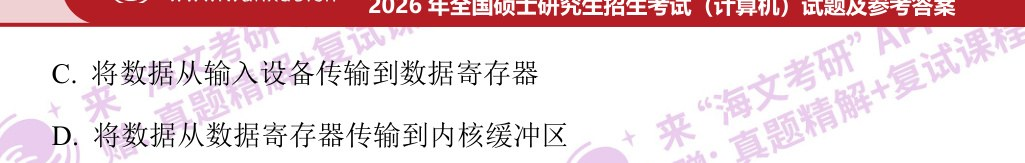 2026 年全国硕士研究生招生考试（计算机）试题及参考答案
C. 将数据从输入设备传输到数据寄存器
D. 将数据从数据寄存器传输到内核缓冲区
来“海文考研”APP
真题精解+复试课程